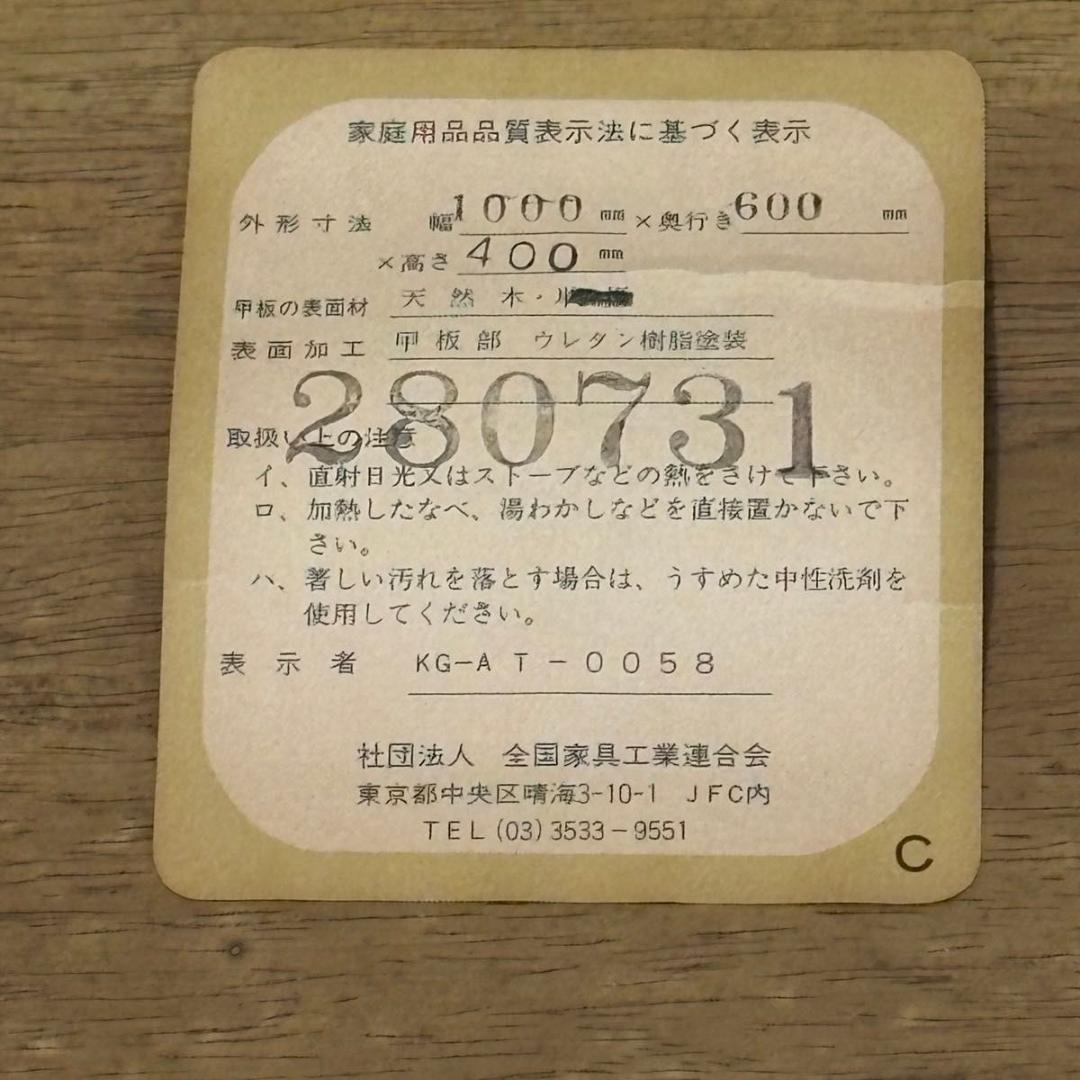 家庭用品品質表示法に基づく表示
外形寸法 幅1000mm×奥行き600mm
×高さ400mm
甲板の表面材 天然木・
表面加工 甲板部 ウレタン樹脂塗装
280731
取扱い上の注意
イ、直射日光又はストーブなどの熱をさけて下さい。
ロ、加熱したなべ、湯わかしなどを直接置かないで下
さい。
ハ、著しい汚れを落とす場合は、うすめた中性洗剤を
使用してください。
表示者 KG-AT-0058
社団法人 全国家具工業連合会
東京都中央区晴海3-10-1 JFC内
TEL(03)3533-9551
C